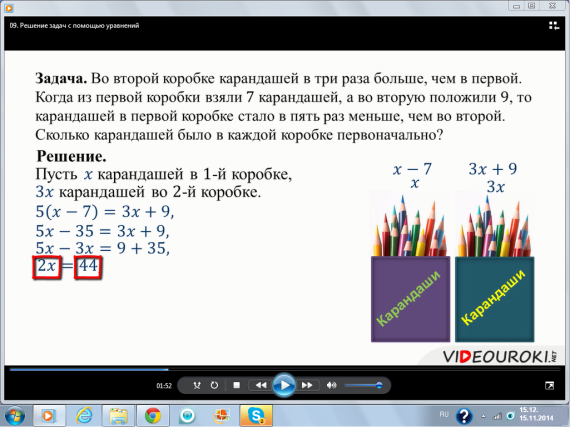 09. Решение задач с помощью уравнений
Задача. Во второй коробке карандашей в три раза больше, чем в первой.
Когда из первой коробки взяли 7 карандашей, а во вторую положили 9, то
карандашей в первой коробке стало в пять раз меньше, чем во второй.
Сколько карандашей было в каждой коробке первоначально?
Решение.
Пусть x карандашей в 1-й коробке,
3x карандашей во 2-й коробке.
5(x − 7) = 3x + 9,
5x − 35 = 3x + 9,
5x − 3x = 9 + 35,
2x = 44
x − 7 3x + 9
x 3x
Карандаши Карандаши
VIDEOUROKI.NET
01:52
RU 15:12
15.11.2014